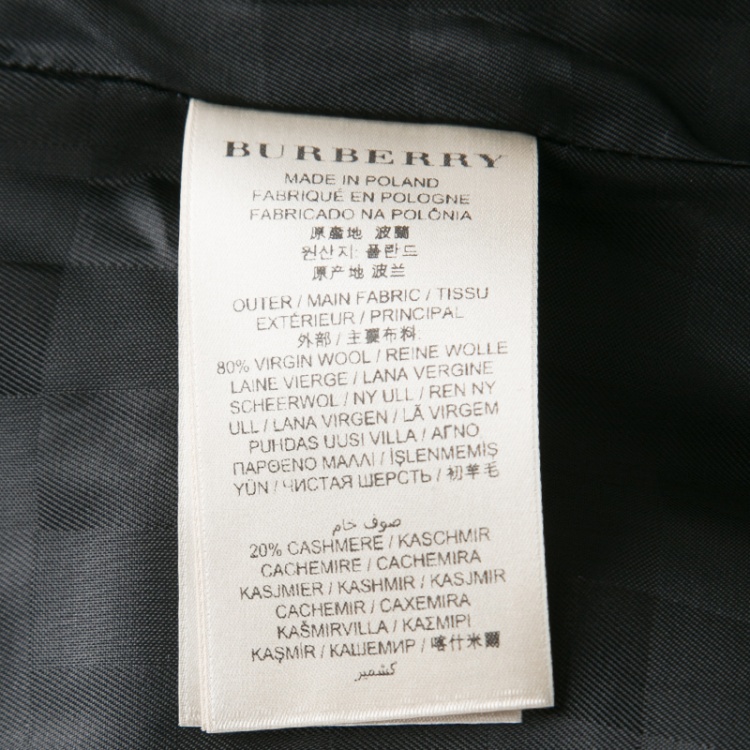 BURBERRY
MADE IN POLAND
FABRIQUÉ EN POLOGNE
FABRICADO NA POLÔNIA
原產地 波蘭
원산지: 폴란드
原产地 波兰
OUTER / MAIN FABRIC / TISSU
EXTÉRIEUR / PRINCIPAL
外部 / 主要布料:
80% VIRGIN WOOL / REINE WOLLE
LAINE VIERGE / LANA VERGINE
SCHEERWOL / NY ULL / REN NY
ULL / LANA VIRGEN / LÃ VIRGEM
PUHDAS UUSI VILLA / ΑΓΝΟ
ΠΑΡΘΕΝΟ ΜΑΛΛΙ / İŞLENMEMİŞ
YÜN / ЧИСТАЯ ШЕРСТЬ / 初羊毛
صوف خام
20% CASHMERE / KASCHMIR
CACHEMIRE / CACHEMIRA
KASJMIER / KASHMIR / KASJMIR
CACHEMIR / CAXEMIRA
KAŠMIRVILLA / ΚΑΣΜΙΡΙ
KAŞMİR / КАШЕМИР / 喀什米爾
كشمير